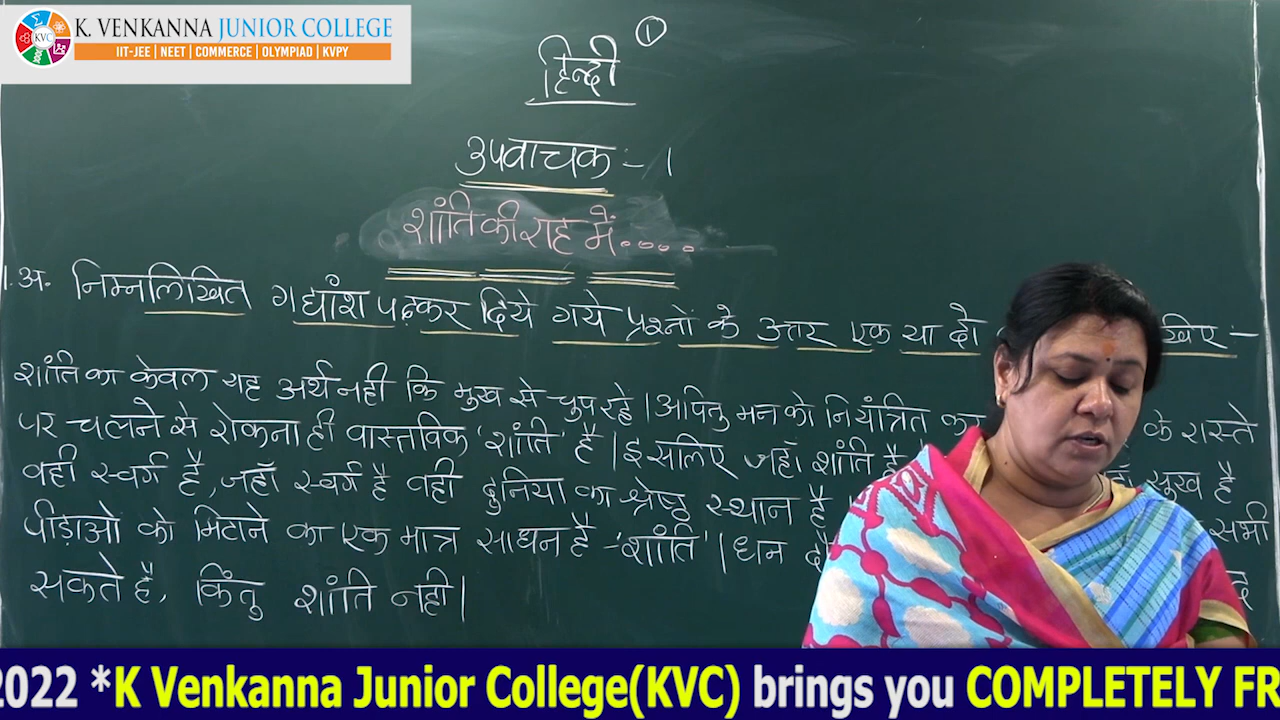 K. VENKANNA JUNIOR COLLEGE
KVC
IIT-JEE | NEET | COMMERCE | OLYMPIAD | KVPY
1
हिन्दी
उपवाचक :- 1
शांति की राह में.....
1.अ. निम्नलिखित गद्यांश पढ़कर दिये गये प्रश्नों के उत्तर एक या दो खिए :-
शांति का केवल यह अर्थ नही कि मुख से चुप रहे | अपितु मन को नियंत्रित के रास्ते
पर चलने से रोकना ही वास्तविक 'शांति' है | इसलिए जहाँ शांति है सुख है
वही स्वर्ग है, जहाँ स्वर्ग है वही दुनिया का श्रेष्ठ स्थान है | सभी
पीड़ाओ को मिटाने का एक मात्र साधन है - 'शांति' | धन
सकते है, किंतु शांति नही |
2022 *K Venkanna Junior College(KVC) brings you COMPLETELY FR